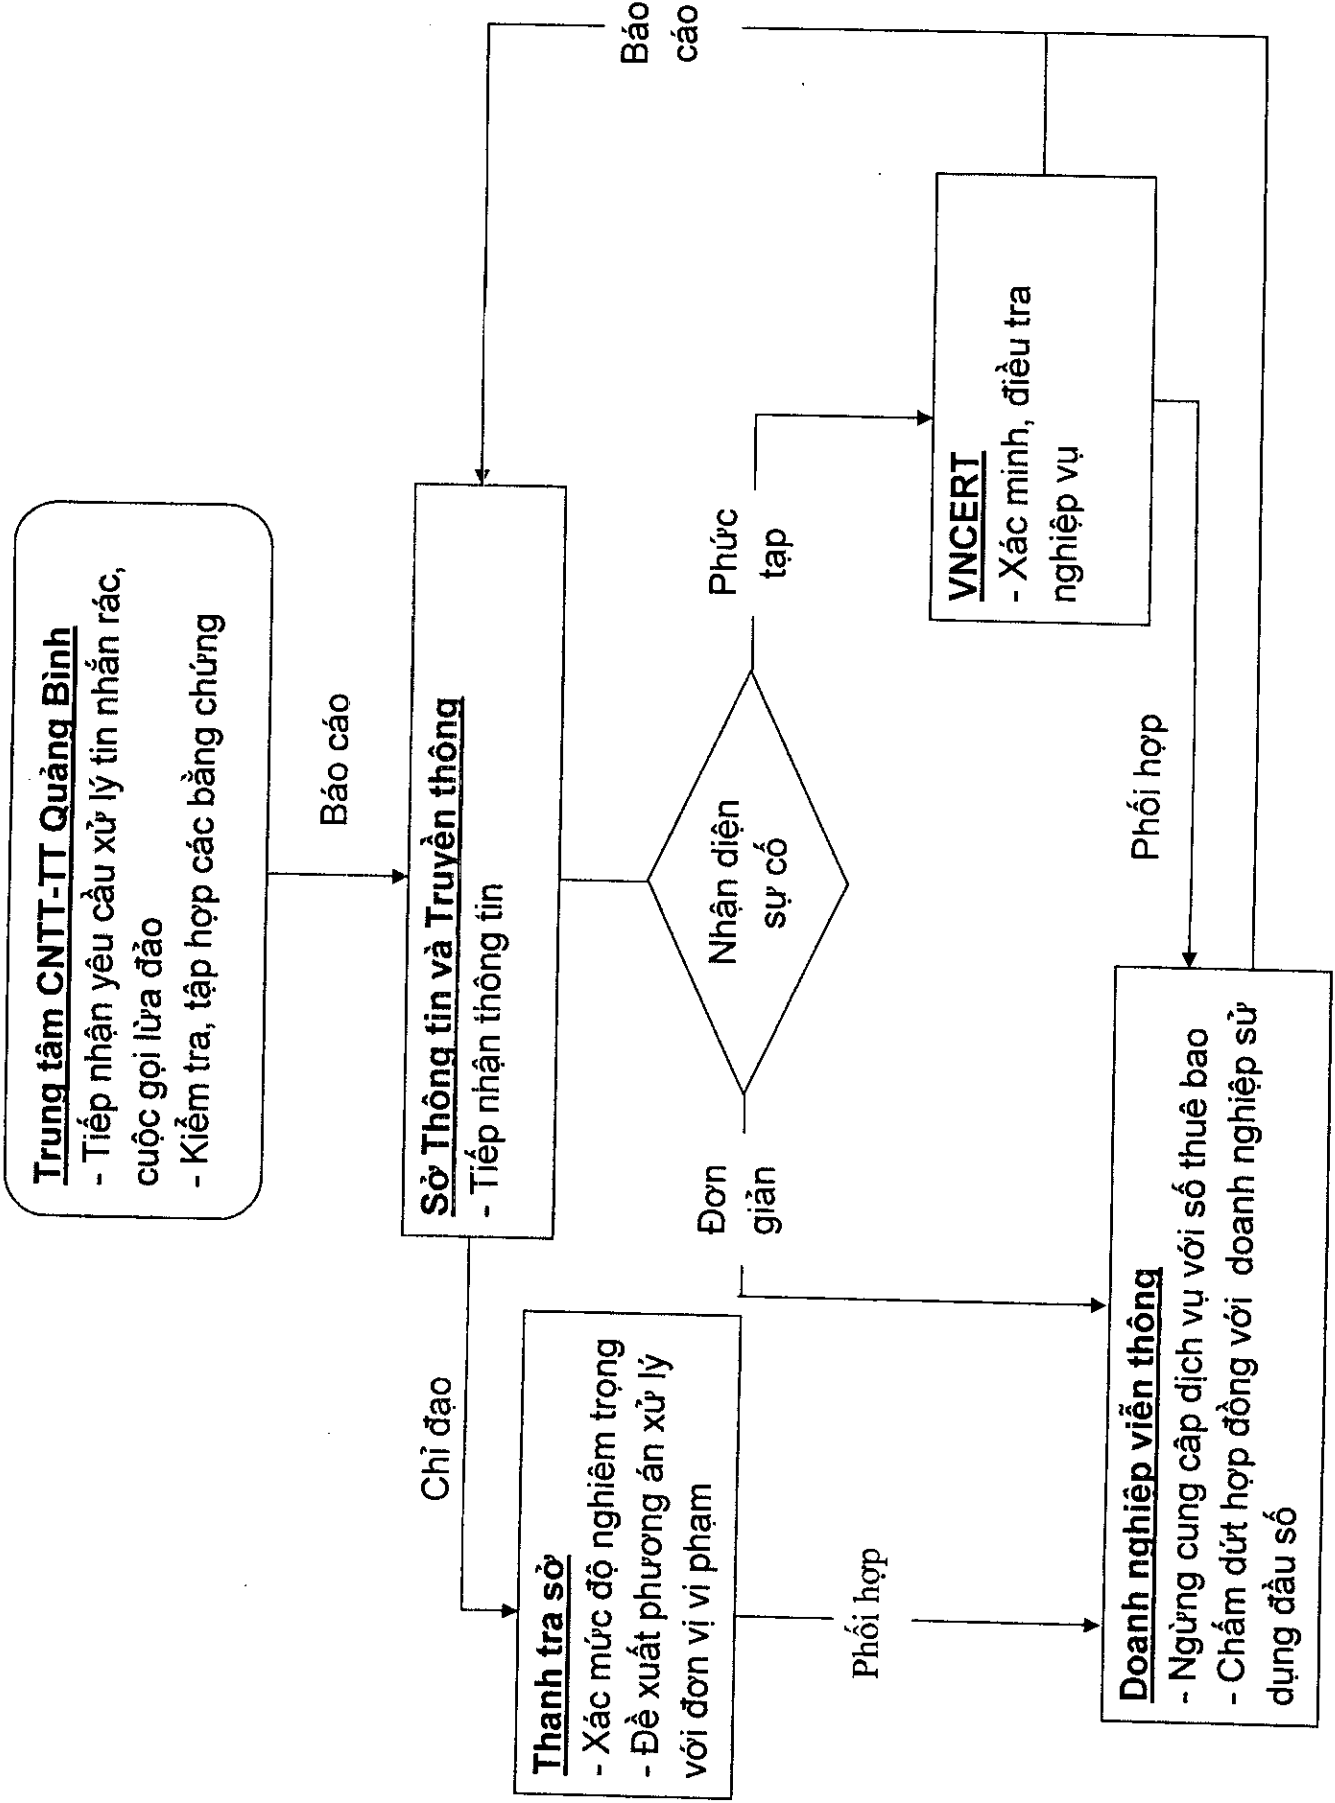 Trung tâm CNTT-TT Quảng Bình
- Tiếp nhận yêu cầu xử lý tin nhắn rác,
cuộc gọi lừa đảo
- Kiểm tra, tập hợp các bằng chứng
Báo cáo
Báo
cáo
Sở Thông tin và Truyền thông
- Tiếp nhận thông tin
Chỉ đạo
Thanh tra sở
- Xác mức độ nghiêm trọng
- Đề xuất phương án xử lý
với đơn vị vi phạm
Nhận diện
sự cố
Đơn
giản
Phức
tạp
VNCERT
- Xác minh, điều tra
nghiệp vụ
Phối hợp
Phối hợp
Doanh nghiệp viễn thông
- Ngừng cung cấp dịch vụ với số thuê bao
- Chấm dứt hợp đồng với doanh nghiệp sử
dụng đầu số